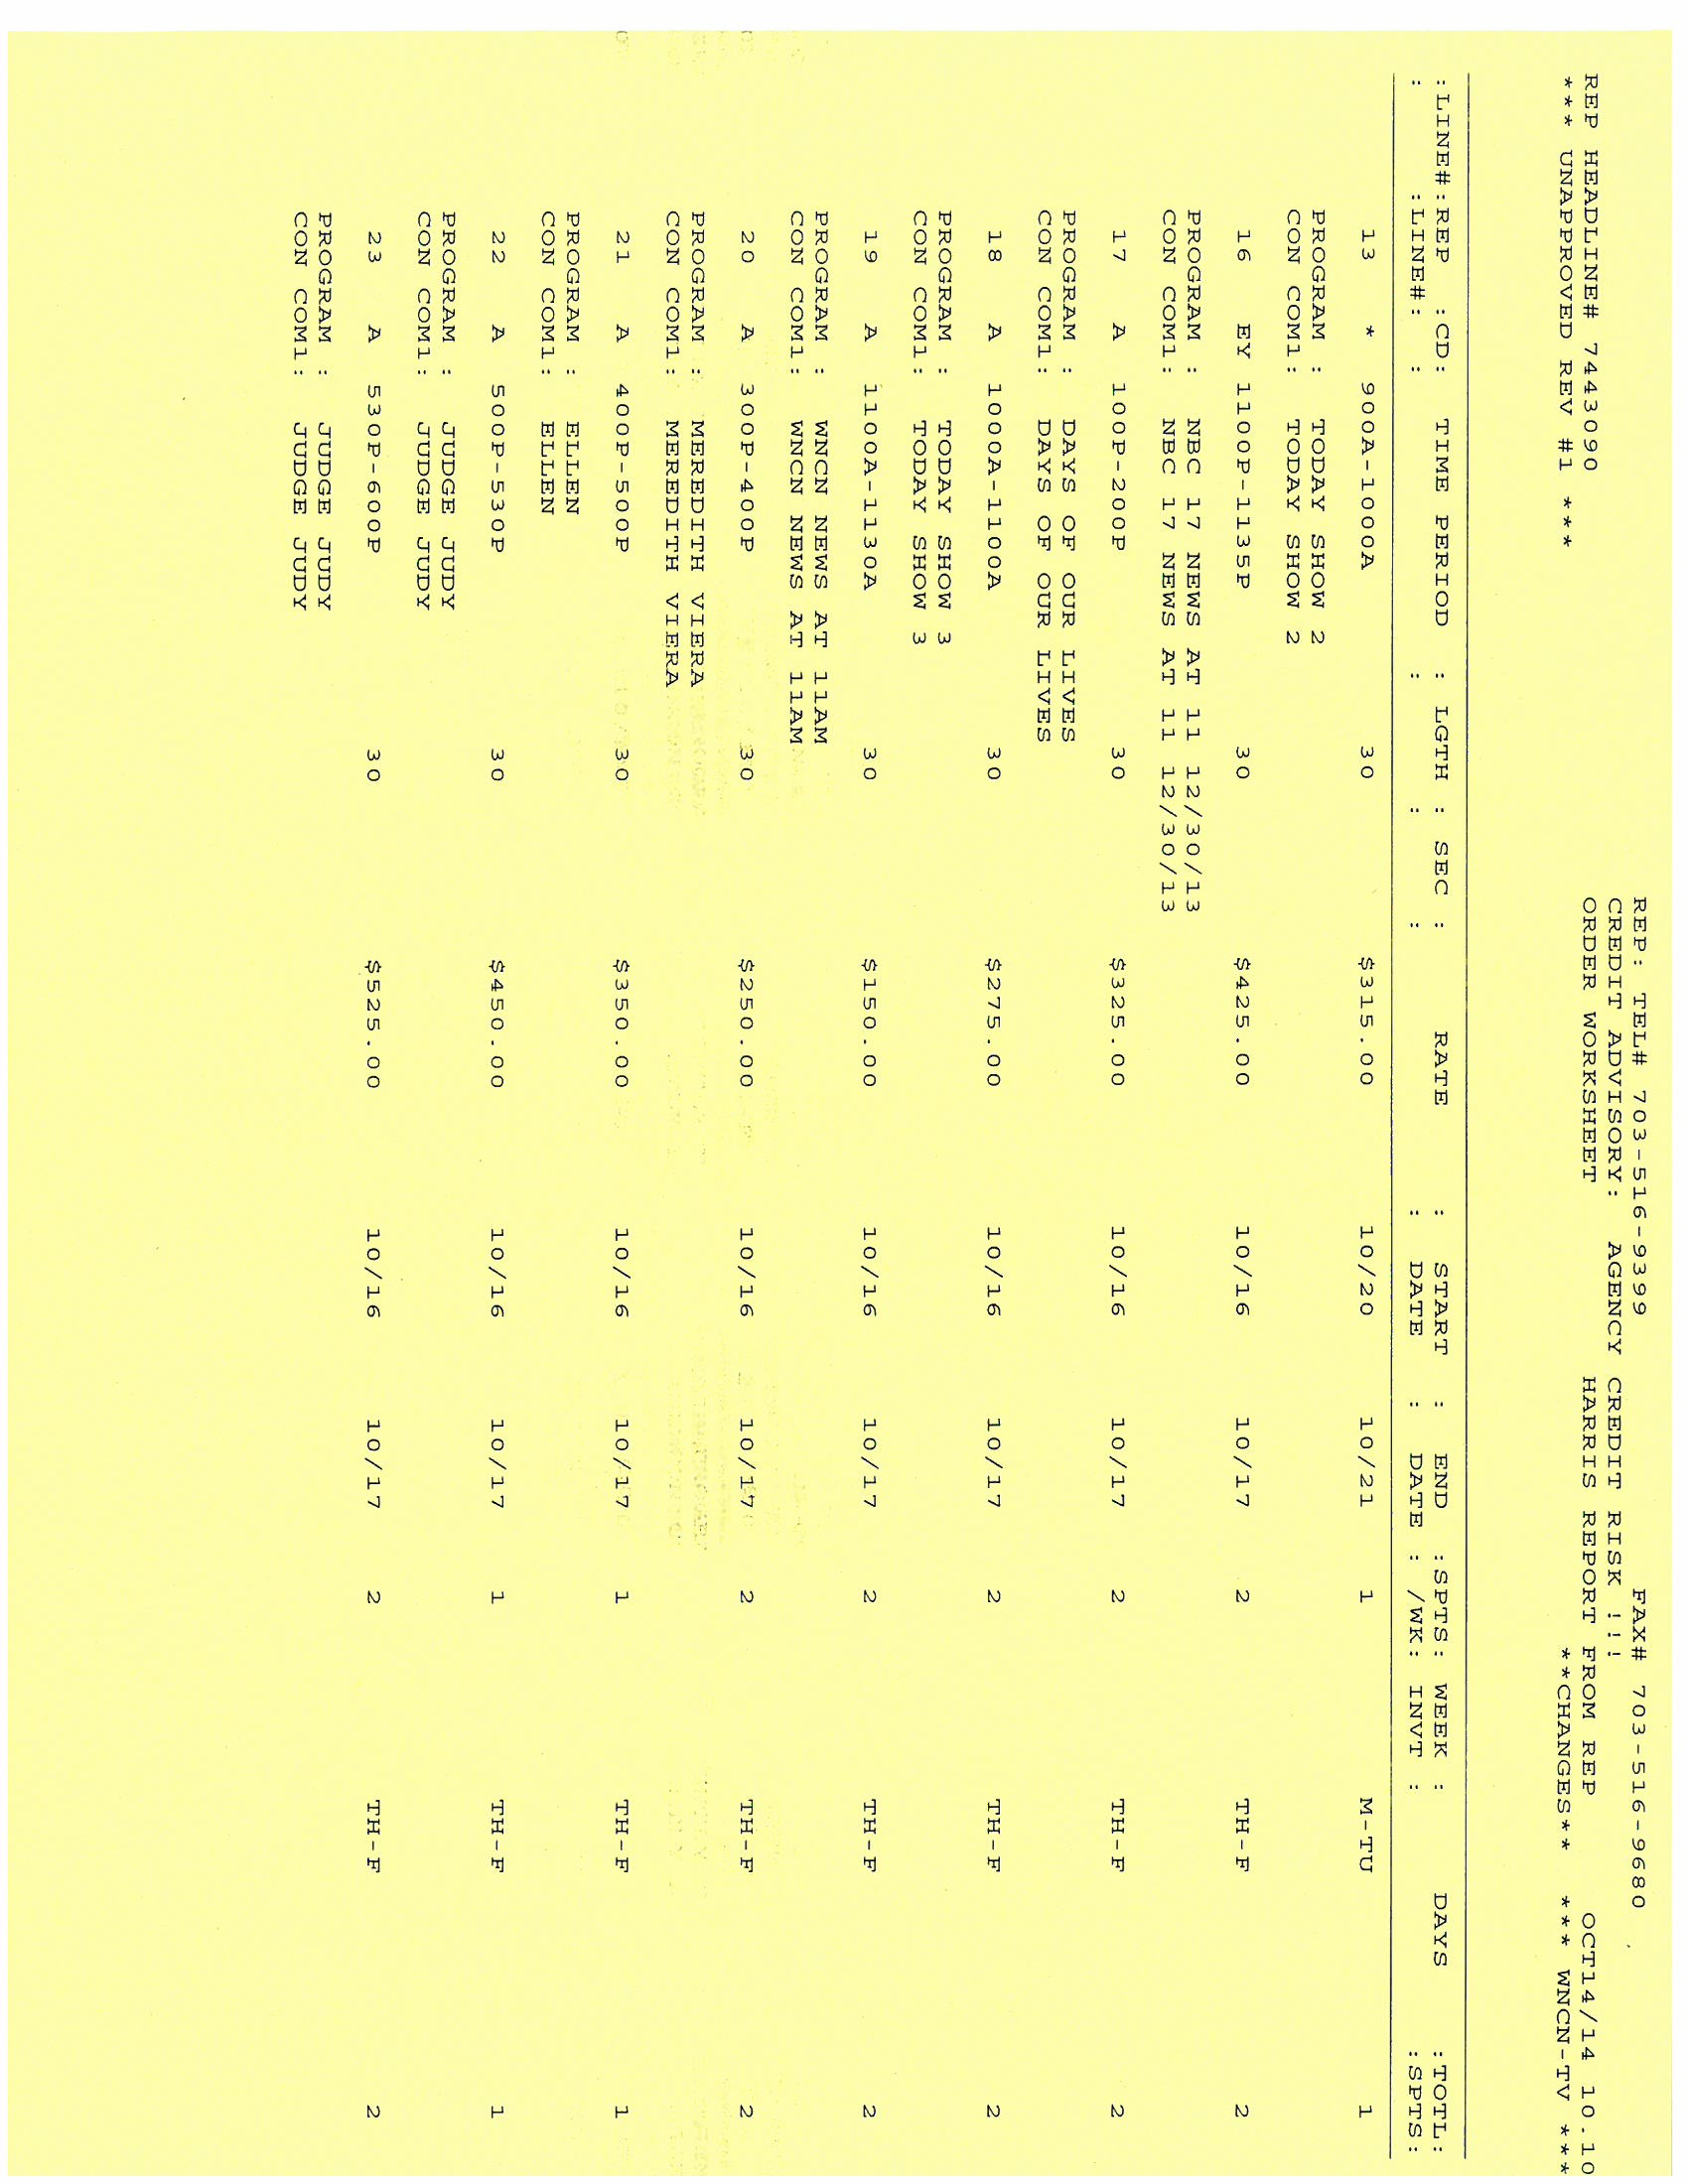 REP: TEL# 703-516-9399 FAX# 703-516-9680
CREDIT ADVISORY: AGENCY CREDIT RISK !!!
REP HEADLINE# 7443090 ORDER WORKSHEET HARRIS REPORT FROM REP OCT14/14 10.10
*** UNAPPROVED REV #1 *** **CHANGES** *** WNCN-TV ***
:LINE#:REP :CD: TIME PERIOD : LGTH : SEC : RATE : START : END :SPTS: WEEK : DAYS :TOTL:
: :LINE#: : : : : DATE : DATE : /WK: INVT : :SPTS:
13 * 900A-1000A 30 $315.00 10/20 10/21 1 M-TU 1
PROGRAM : TODAY SHOW 2
CON COM1: TODAY SHOW 2
16 EY 1100P-1135P 30 $425.00 10/16 10/17 2 TH-F 2
PROGRAM : NBC 17 NEWS AT 11 12/30/13
CON COM1: NBC 17 NEWS AT 11 12/30/13
17 A 100P-200P 30 $325.00 10/16 10/17 2 TH-F 2
PROGRAM : DAYS OF OUR LIVES
CON COM1: DAYS OF OUR LIVES
18 A 1000A-1100A 30 $275.00 10/16 10/17 2 TH-F 2
PROGRAM : TODAY SHOW 3
CON COM1: TODAY SHOW 3
19 A 1100A-1130A 30 $150.00 10/16 10/17 2 TH-F 2
PROGRAM : WNCN NEWS AT 11AM
CON COM1: WNCN NEWS AT 11AM
20 A 300P-400P 30 $250.00 10/16 10/17 2 TH-F 2
PROGRAM : MEREDITH VIERA
CON COM1: MEREDITH VIERA
21 A 400P-500P 30 $350.00 10/16 10/17 1 TH-F 1
PROGRAM : ELLEN
CON COM1: ELLEN
22 A 500P-530P 30 $450.00 10/16 10/17 1 TH-F 1
PROGRAM : JUDGE JUDY
CON COM1: JUDGE JUDY
23 A 530P-600P 30 $525.00 10/16 10/17 2 TH-F 2
PROGRAM : JUDGE JUDY
CON COM1: JUDGE JUDY